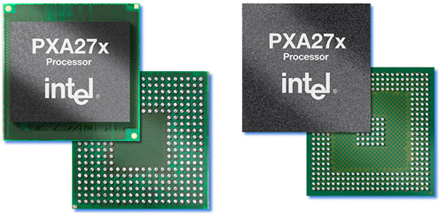 PXA27x
Processor
intel®
PXA27x
Processor
intel®